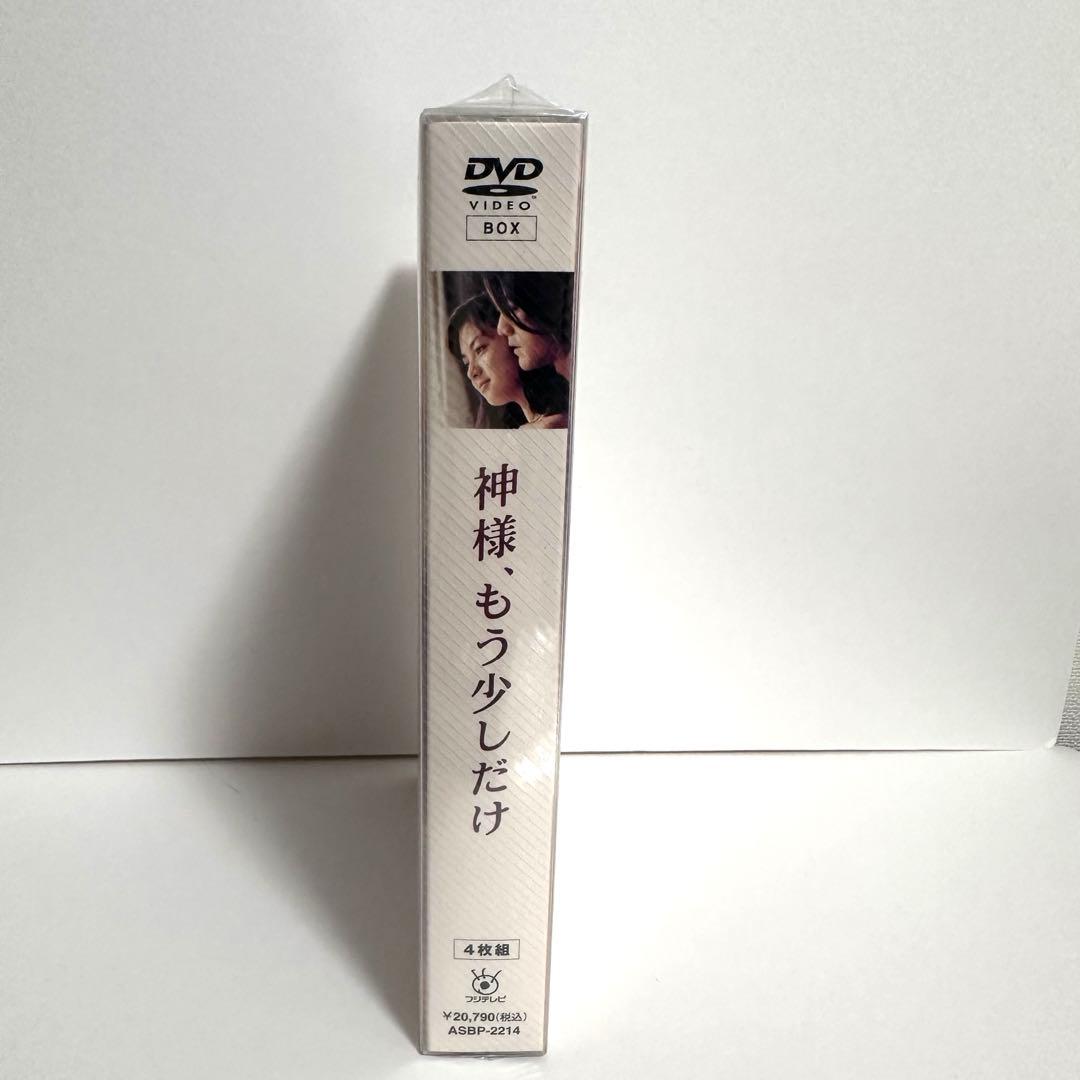 DVD
VIDEO™
BOX
神様、もう少しだけ
4枚組
フジテレビ
￥20,790(税込)
ASBP-2214